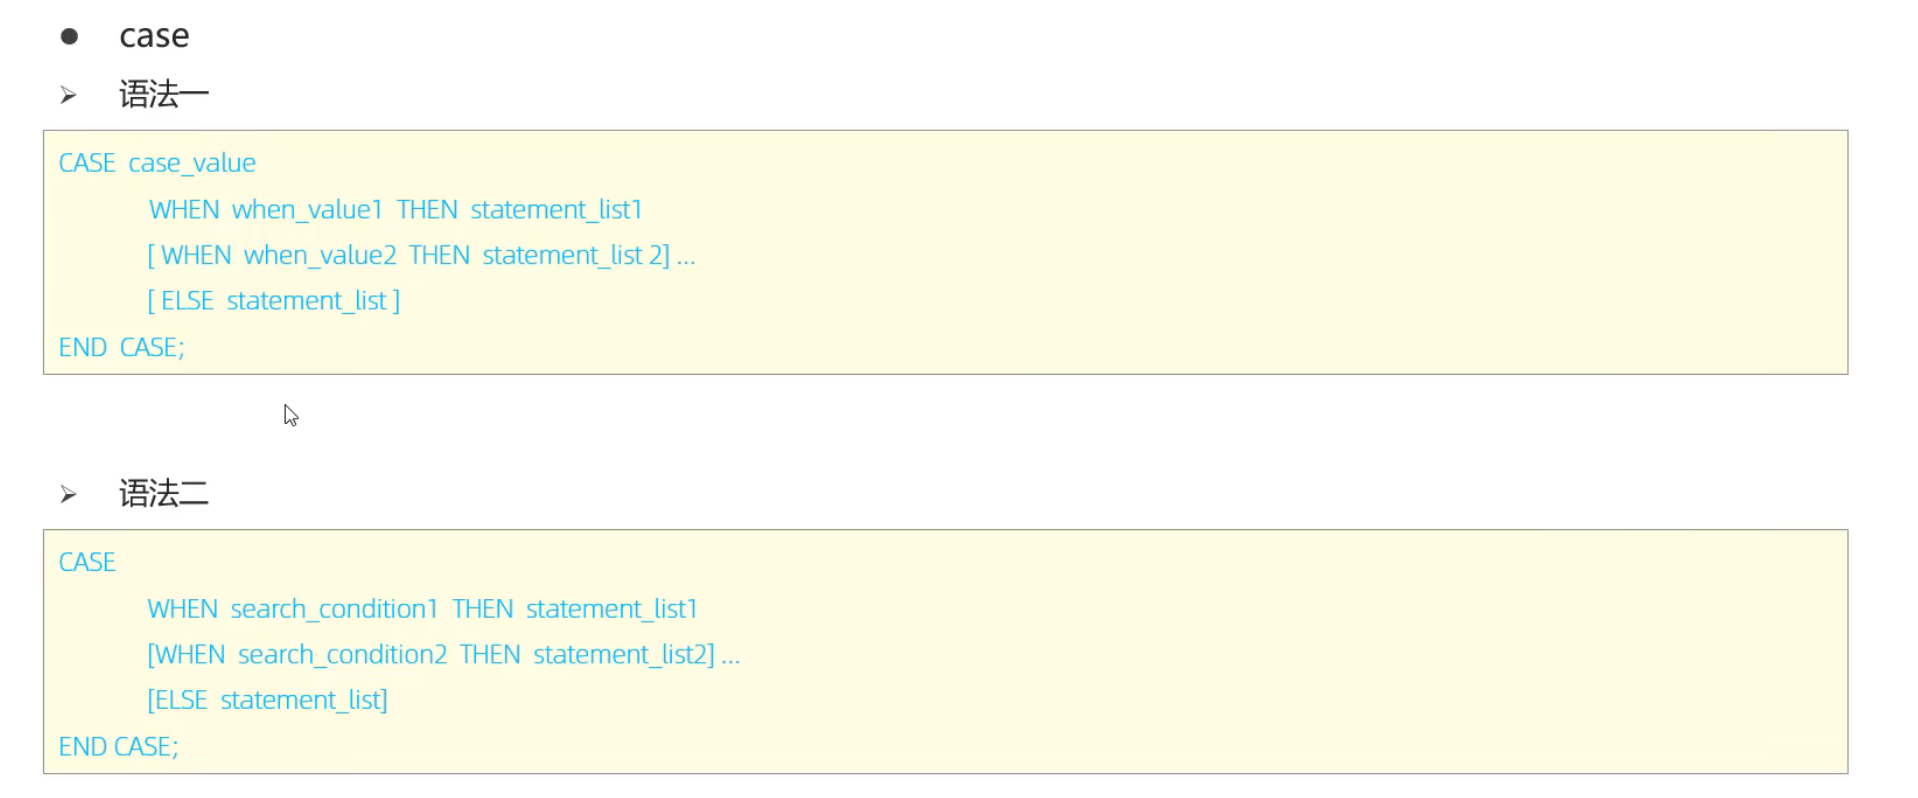 case
语法一
CASE case_value
WHEN when_value1 THEN statement_list1
[ WHEN when_value2 THEN statement_list 2] ...
[ ELSE statement_list ]
END CASE;
语法二
CASE
WHEN search_condition1 THEN statement_list1
[WHEN search_condition2 THEN statement_list2] ...
[ELSE statement_list]
END CASE;